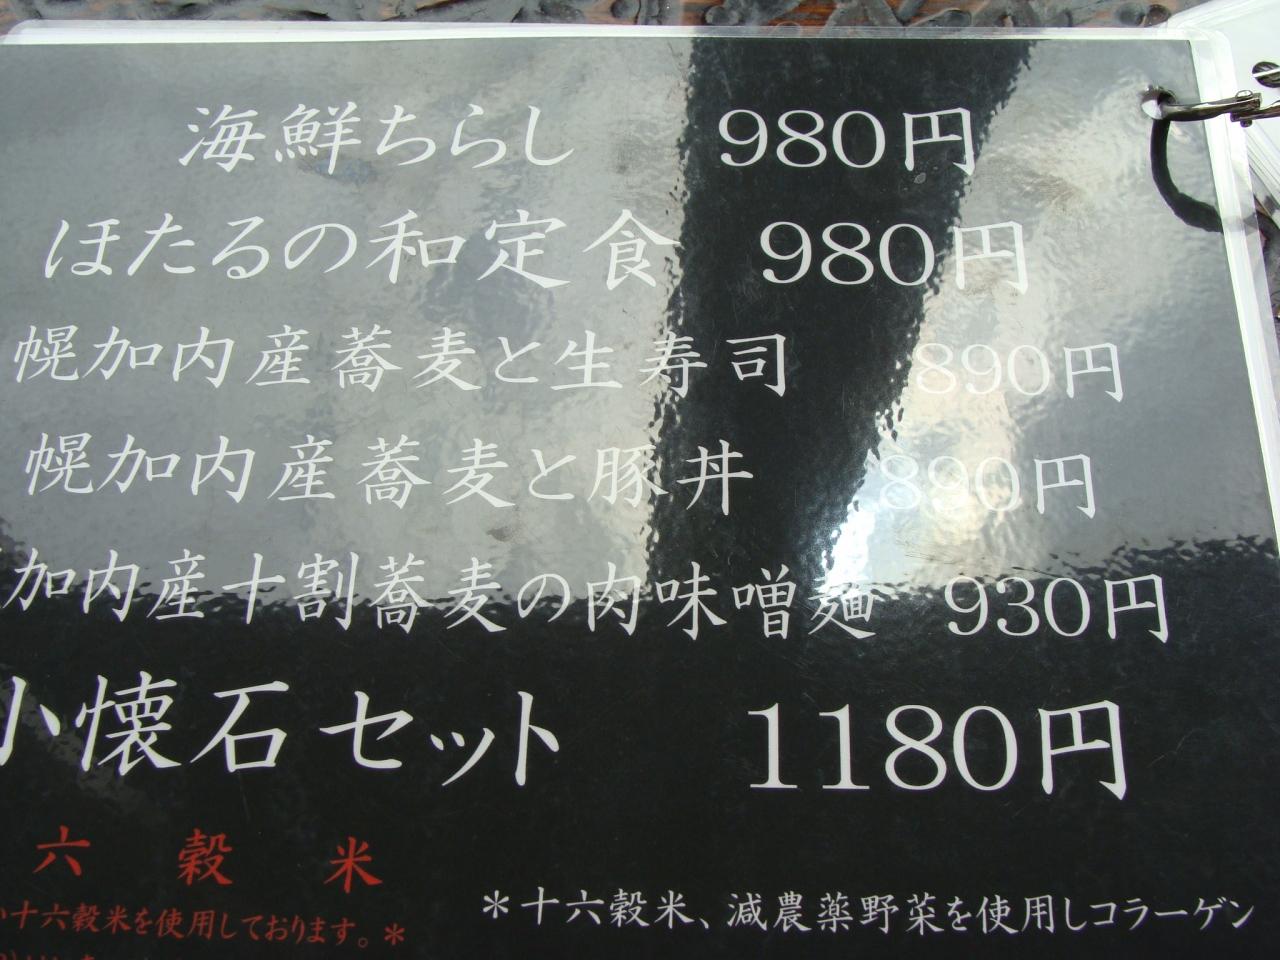 海鮮ちらし 980円
ほたるの和定食 980円
幌加内産蕎麦と生寿司 890円
幌加内産蕎麦と豚丼 890円
加内産十割蕎麦の肉味噌麺 930円
小懐石セット 1180円
六穀米
十六穀米を使用しております。＊
＊十六穀米、減農薬野菜を使用しコラーゲン